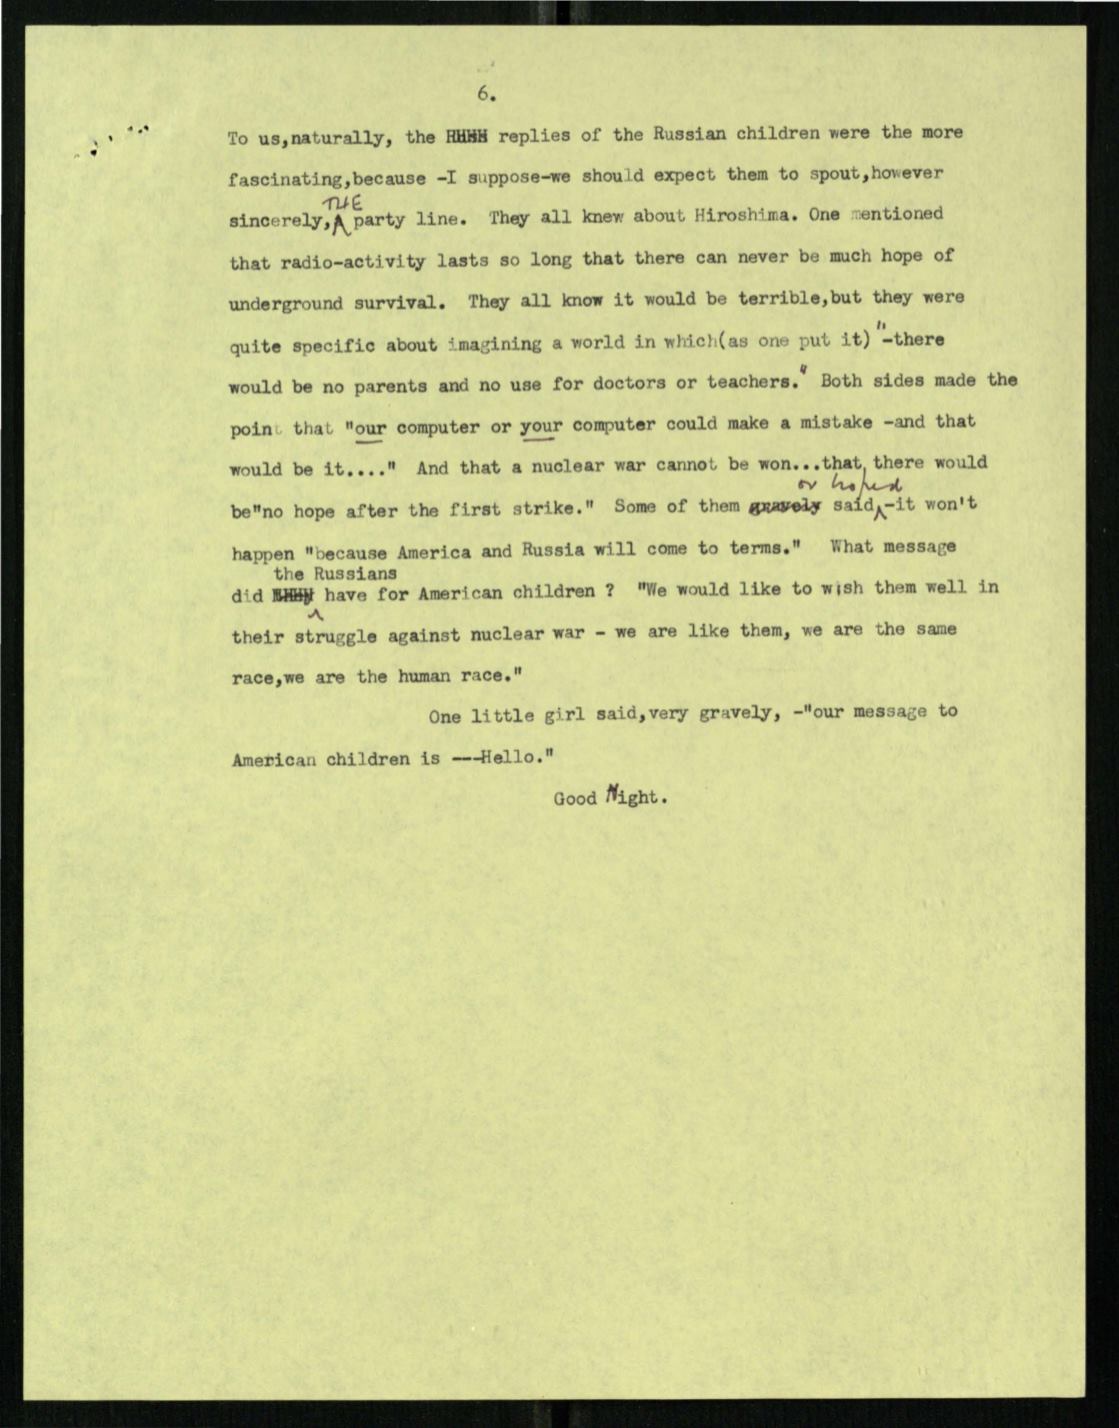 6.
To us,naturally, the replies of the Russian children were the more
fascinating,because -I suppose-we should expect them to spout,however
THE
sincerely, party line. They all knew about Hiroshima. One mentioned
that radio-activity lasts so long that there can never be much hope of
underground survival. They all know it would be terrible,but they were
quite specific about imagining a world in which(as one put it) "-there
would be no parents and no use for doctors or teachers." Both sides made the
point that "our computer or your computer could make a mistake -and that
would be it...." And that a nuclear war cannot be won...that, there would
or hoped
be"no hope after the first strike." Some of them gravely said -it won't
happen "because America and Russia will come to terms." What message
the Russians
did have for American children ? "We would like to wish them well in
their struggle against nuclear war - we are like them, we are the same
race,we are the human race."
One little girl said,very gravely, -"our message to
American children is ---Hello."
Good Night.